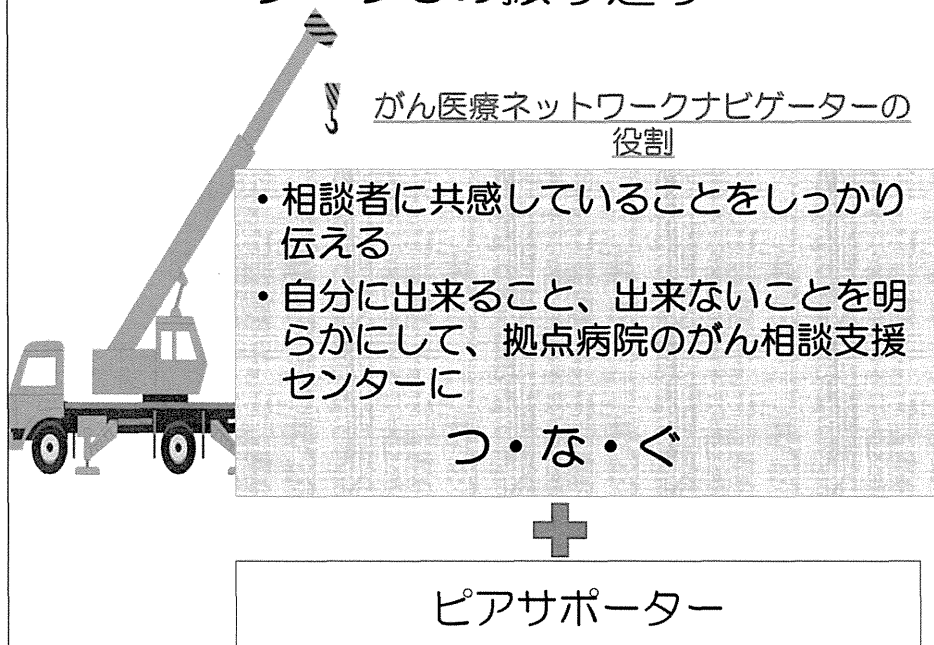 がん医療ネットワークナビゲーターの
役割
・相談者に共感していることをしっかり
伝える
・自分に出来ること、出来ないことを明
らかにして、拠点病院のがん相談支援
センターに
つ・な・ぐ
ピアサポーター